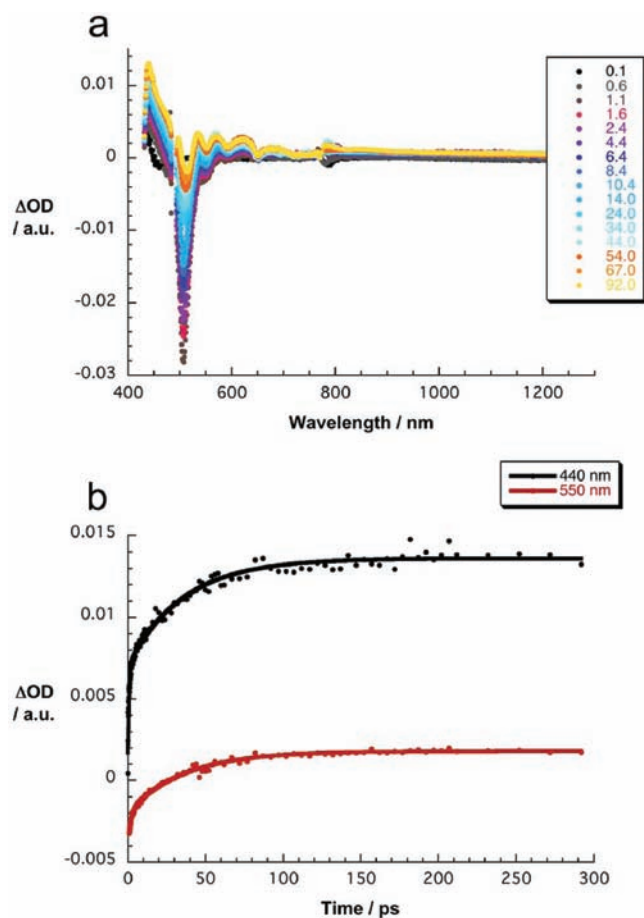 a
0.01
0
-0.01
-0.02
-0.03
ΔOD
/ a.u.
400 600 800 1000 1200
Wavelength / nm
0.1
0.6
1.1
1.6
2.4
4.4
6.4
8.4
10.4
14.0
24.0
34.0
44.0
54.0
67.0
92.0
b
440 nm
550 nm
0.015
0.01
0.005
0
-0.005
ΔOD
/ a.u.
0 50 100 150 200 250 300
Time / ps